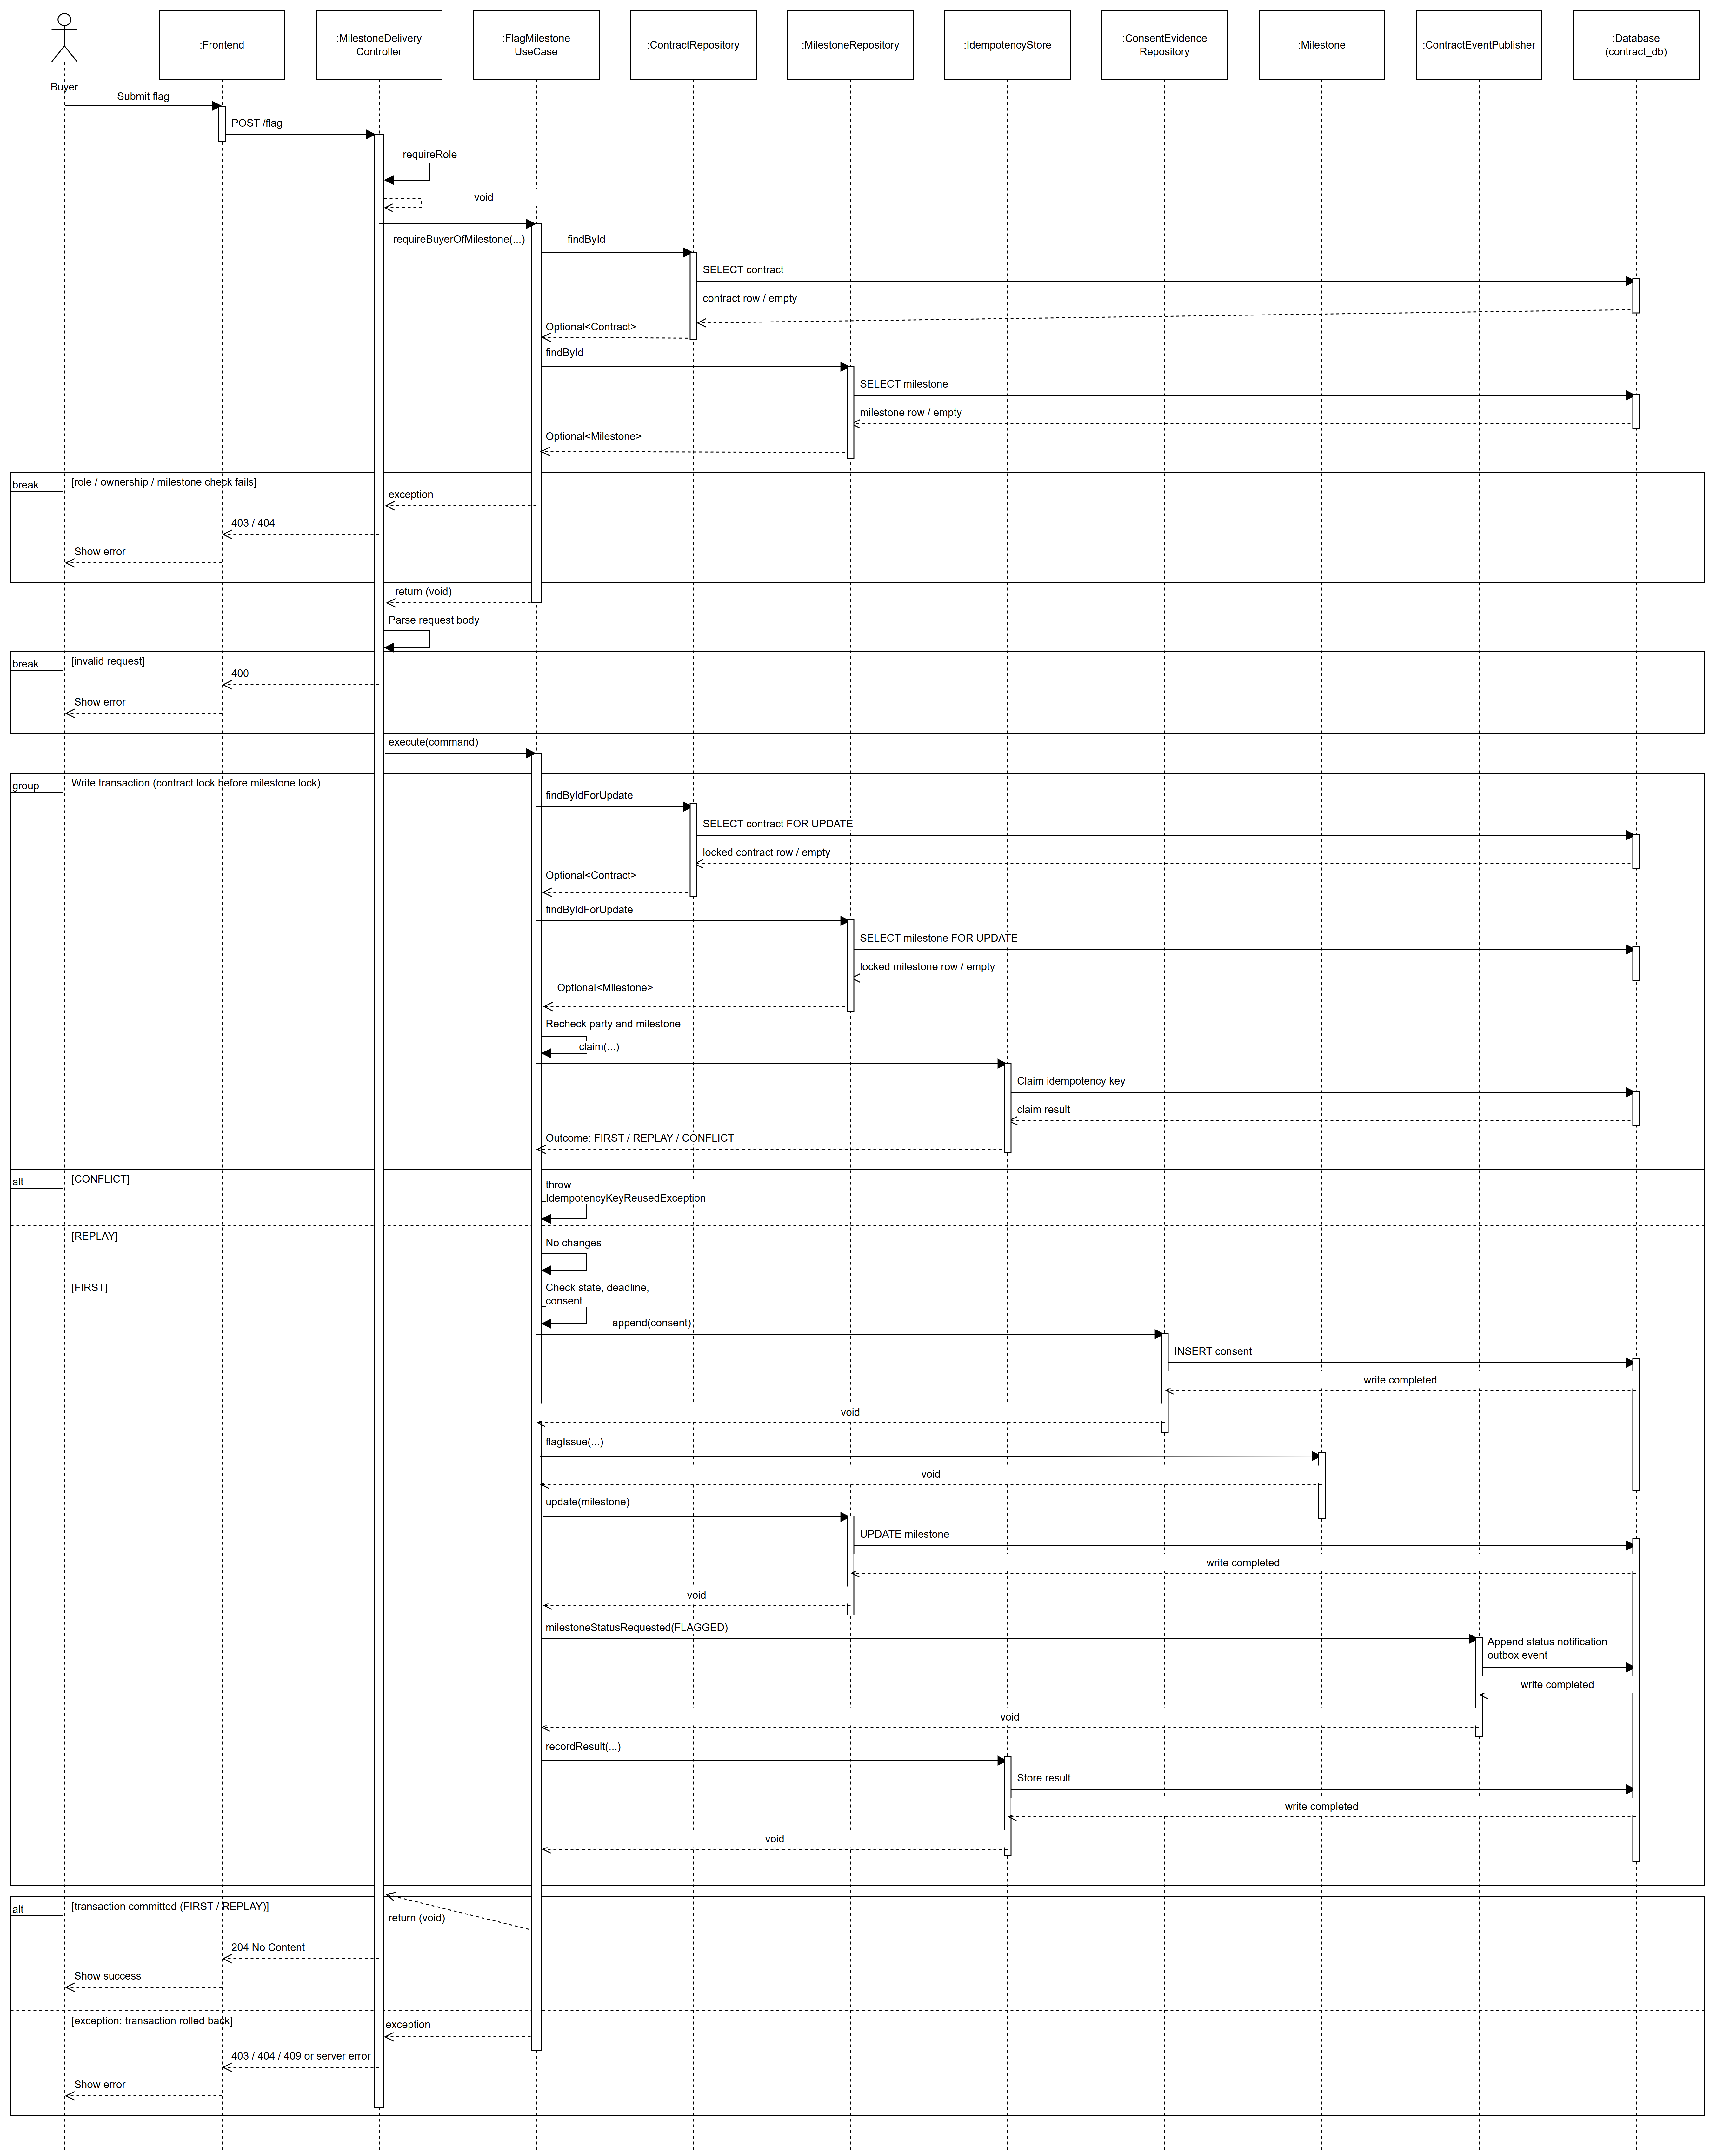 :Frontend
:MilestoneDelivery
Controller
:FlagMilestone
UseCase
:ContractRepository
:MilestoneRepository
:IdempotencyStore
:ConsentEvidence
Repository
:Milestone
:ContractEventPublisher
:Database
(contract_db)
Buyer
Submit flag
POST /flag
requireRole
void
requireBuyerOfMilestone(...)
findById
SELECT contract
contract row / empty
Optional<Contract>
findById
SELECT milestone
milestone row / empty
Optional<Milestone>
break
[role / ownership / milestone check fails]
exception
403 / 404
Show error
return (void)
Parse request body
break
[invalid request]
400
Show error
execute(command)
group
Write transaction (contract lock before milestone lock)
findByIdForUpdate
SELECT contract FOR UPDATE
locked contract row / empty
Optional<Contract>
findByIdForUpdate
SELECT milestone FOR UPDATE
locked milestone row / empty
Optional<Milestone>
Recheck party and milestone
claim(...)
Claim idempotency key
claim result
Outcome: FIRST / REPLAY / CONFLICT
alt
[CONFLICT]
throw
IdempotencyKeyReusedException
[REPLAY]
No changes
[FIRST]
Check state, deadline,
consent
append(consent)
INSERT consent
write completed
void
flagIssue(...)
void
update(milestone)
UPDATE milestone
write completed
void
milestoneStatusRequested(FLAGGED)
Append status notification
outbox event
write completed
void
recordResult(...)
Store result
write completed
void
alt
[transaction committed (FIRST / REPLAY)]
return (void)
204 No Content
Show success
[exception: transaction rolled back]
exception
403 / 404 / 409 or server error
Show error